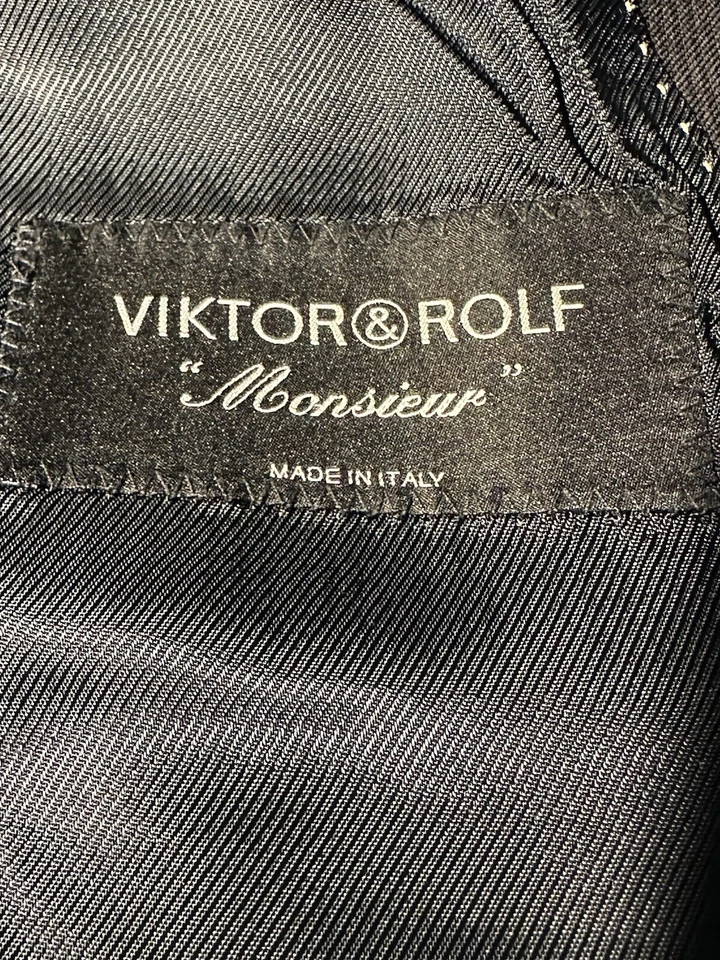 VIKTOR&ROLF
"Monsieur"
MADE IN ITALY